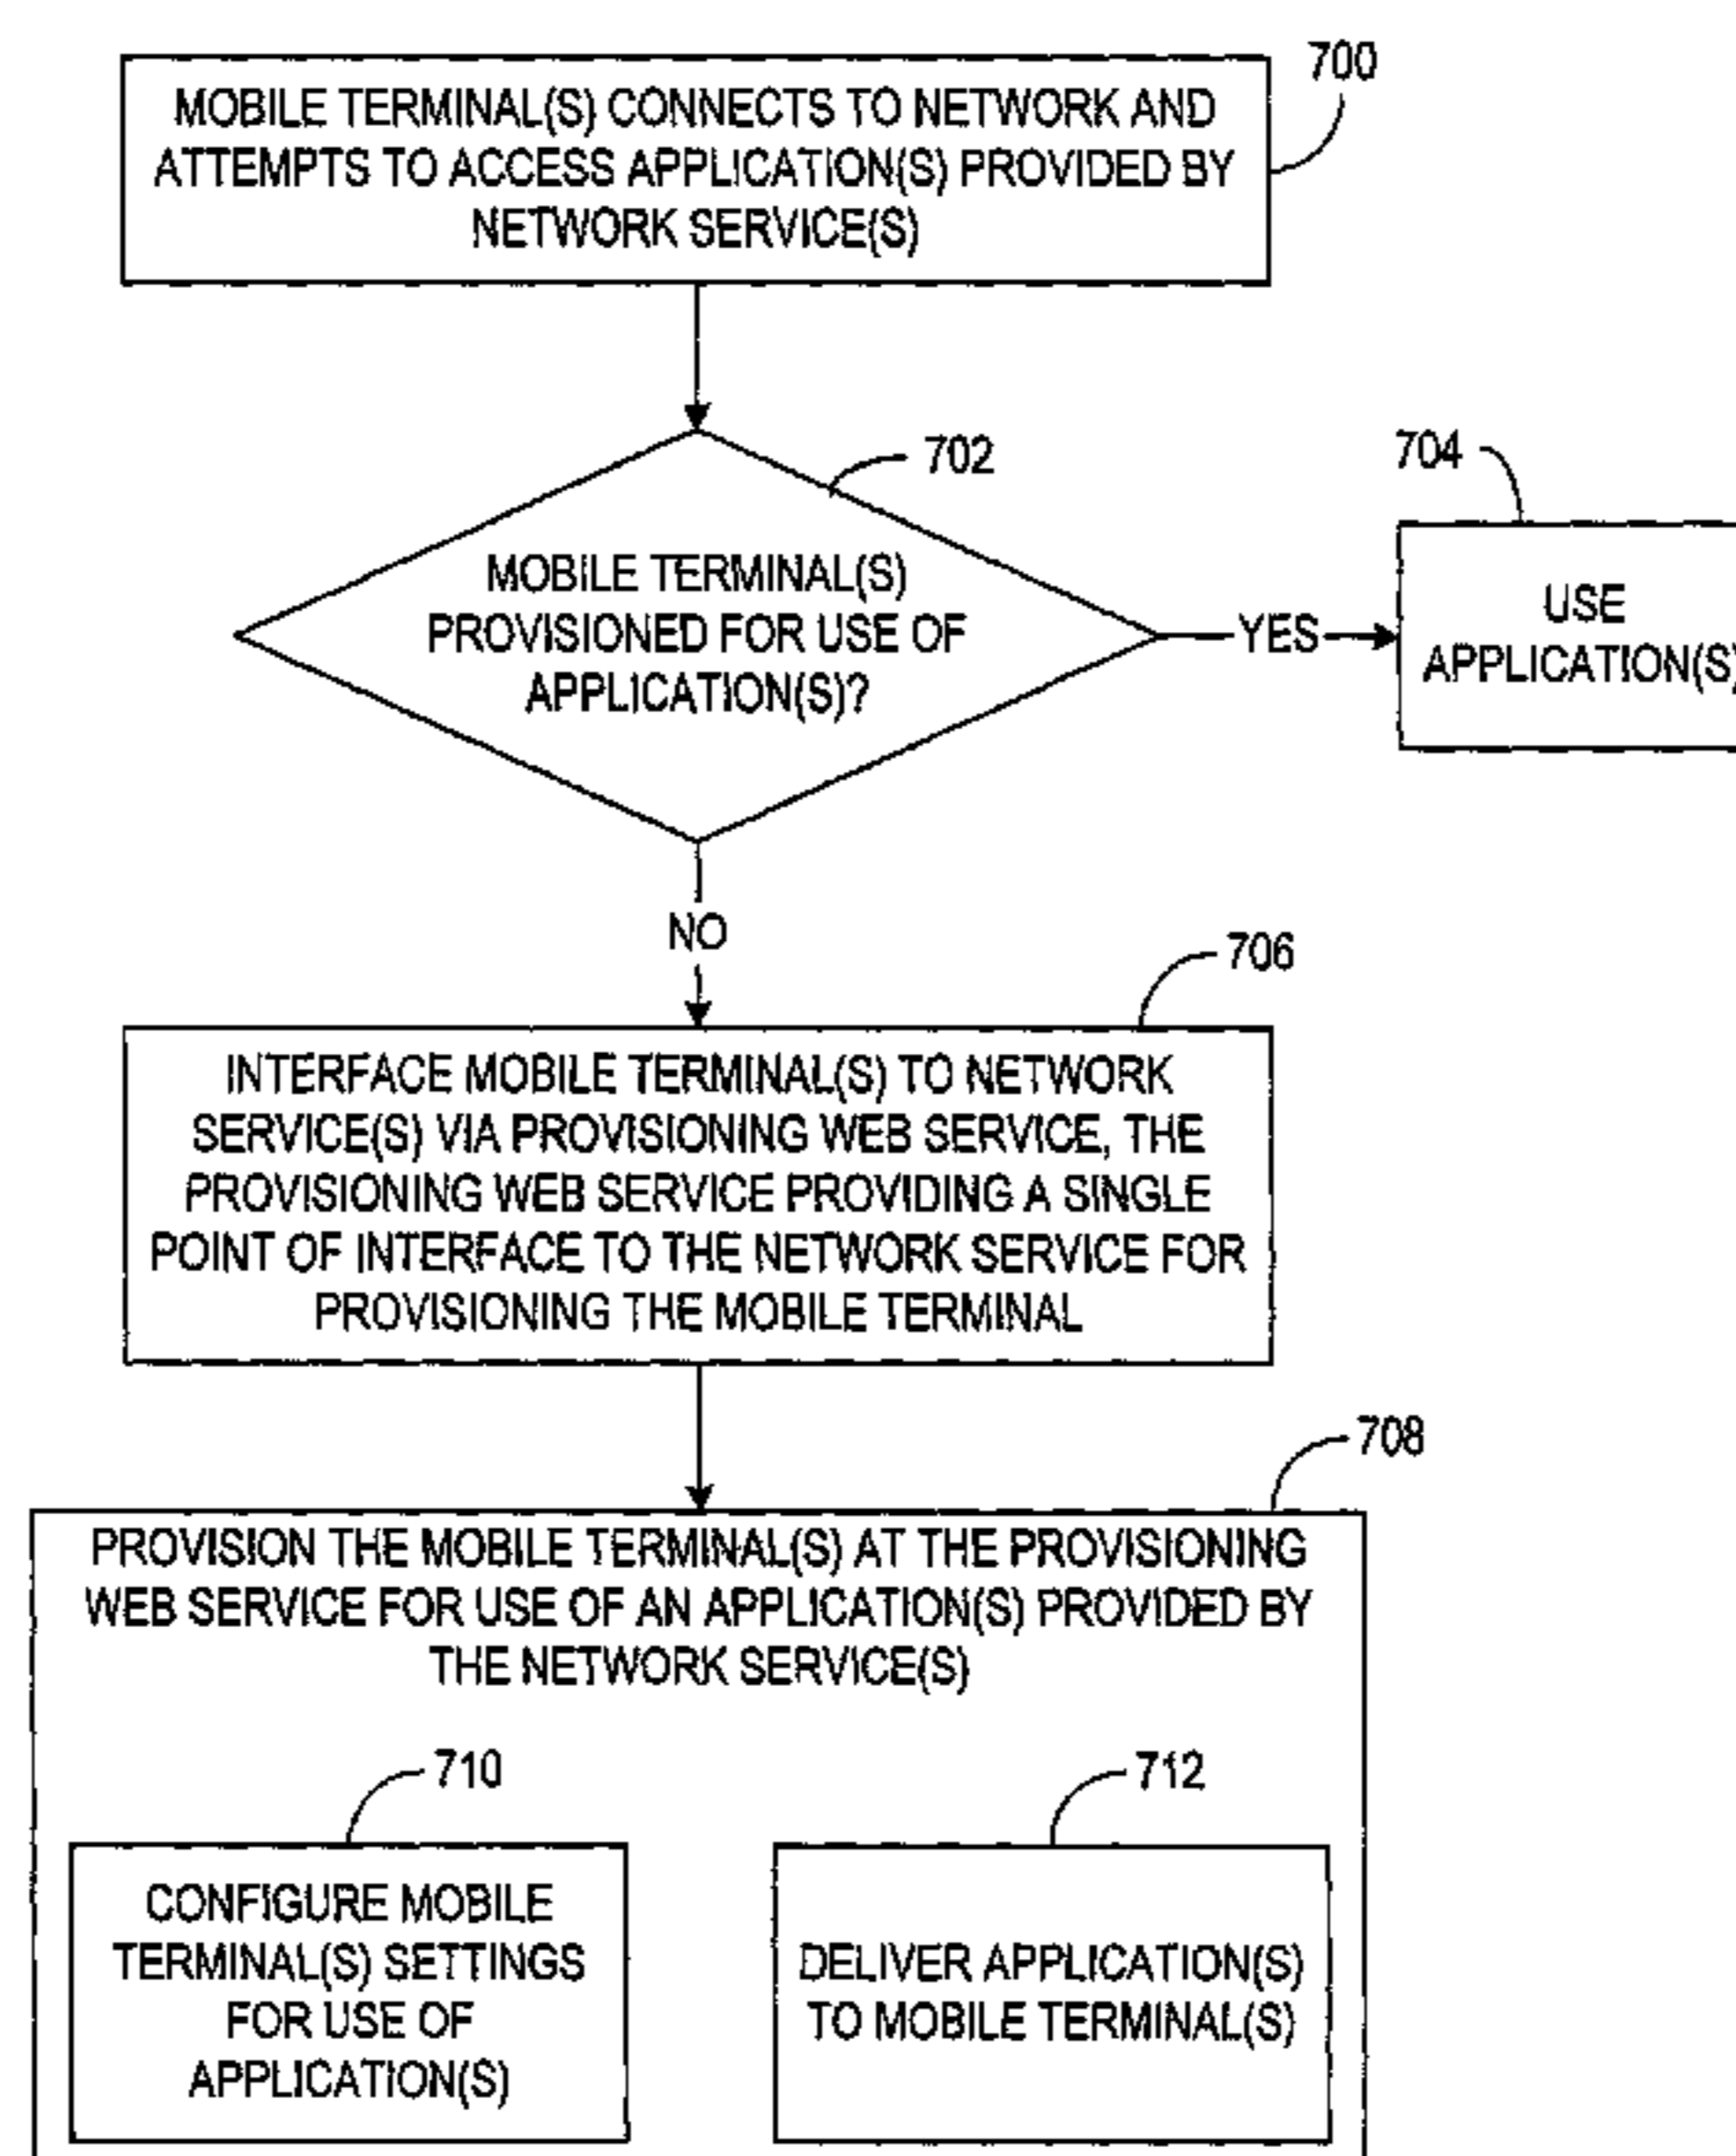 700
MOBILE TERMINAL(S) CONNECTS TO NETWORK AND
ATTEMPTS TO ACCESS APPLICATION(S) PROVIDED BY
NETWORK SERVICE(S)
702
MOBILE TERMINAL(S)
PROVISIONED FOR USE OF
APPLICATION(S)?
YES
704
USE
APPLICATION(S)
NO
706
INTERFACE MOBILE TERMINAL(S) TO NETWORK
SERVICE(S) VIA PROVISIONING WEB SERVICE, THE
PROVISIONING WEB SERVICE PROVIDING A SINGLE
POINT OF INTERFACE TO THE NETWORK SERVICE FOR
PROVISIONING THE MOBILE TERMINAL
708
PROVISION THE MOBILE TERMINAL(S) AT THE PROVISIONING
WEB SERVICE FOR USE OF AN APPLICATION(S) PROVIDED BY
THE NETWORK SERVICE(S)
710
CONFIGURE MOBILE
TERMINAL(S) SETTINGS
FOR USE OF
APPLICATION(S)
712
DELIVER APPLICATION(S)
TO MOBILE TERMINAL(S)